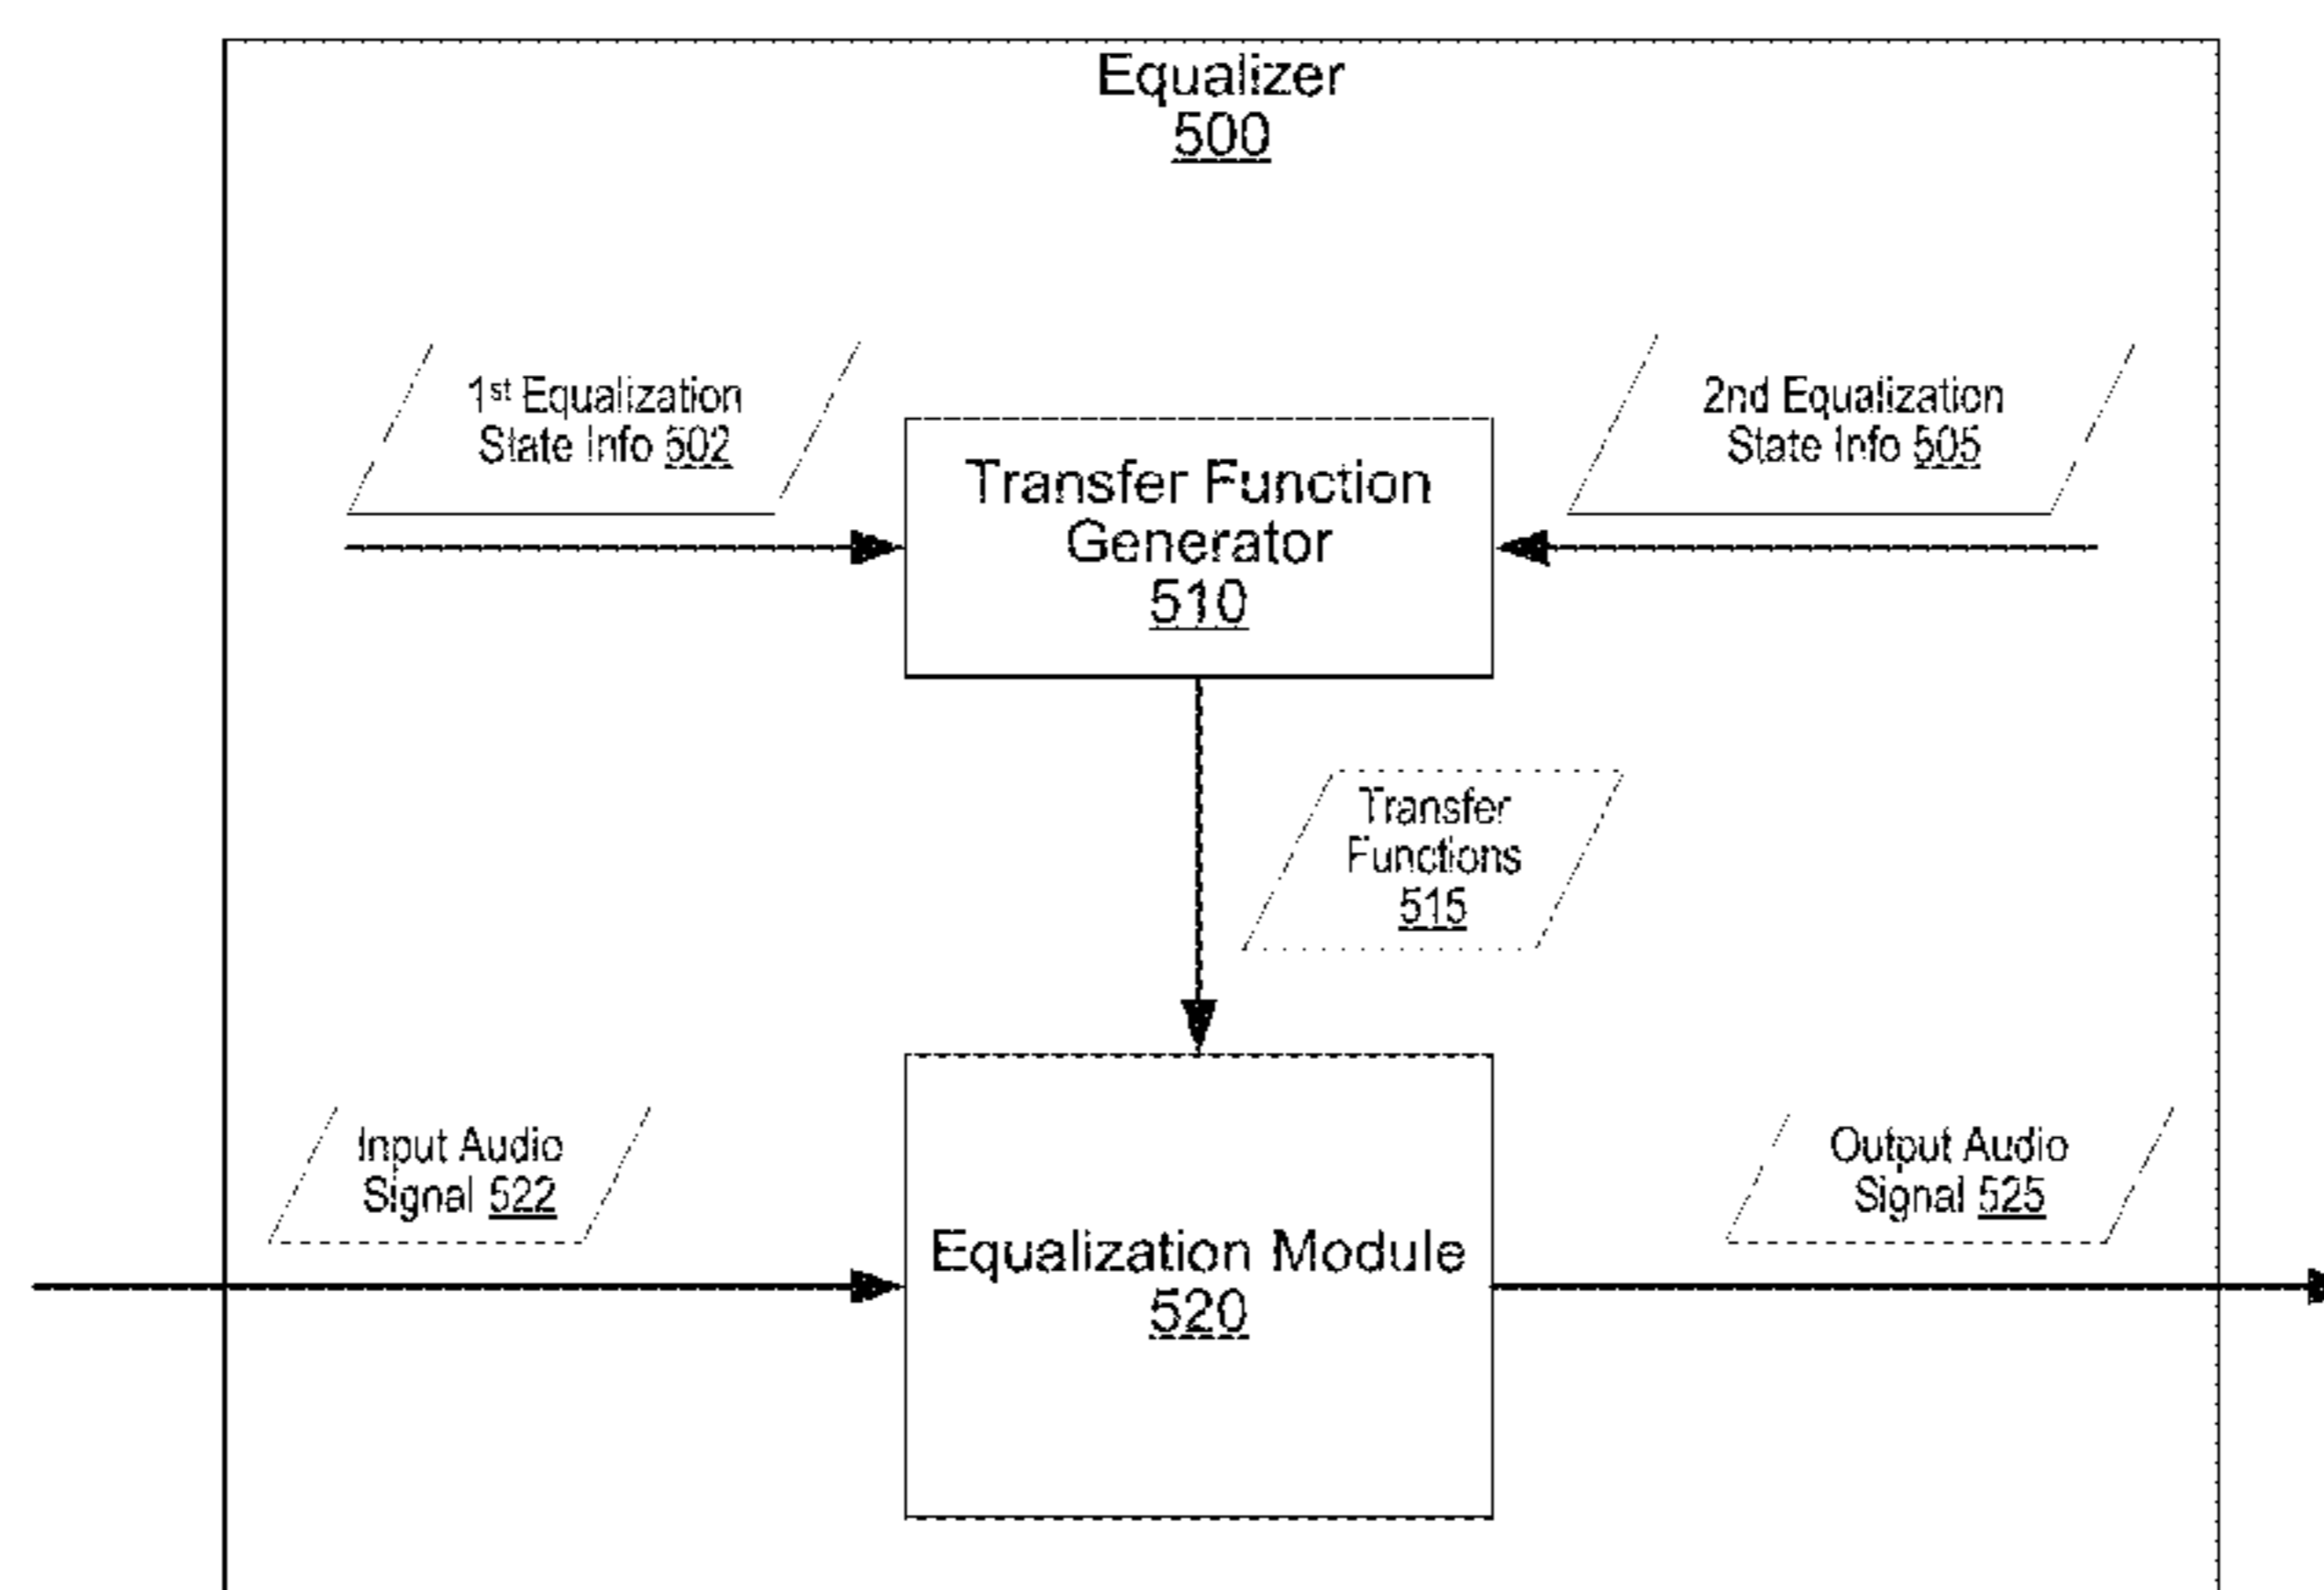 Equalizer
500
1st Equalization
State Info 502
2nd Equalization
State Info 505
Transfer Function
Generator
510
Transfer
Functions
515
Input Audio
Signal 522
Output Audio
Signal 525
Equalization Module
520